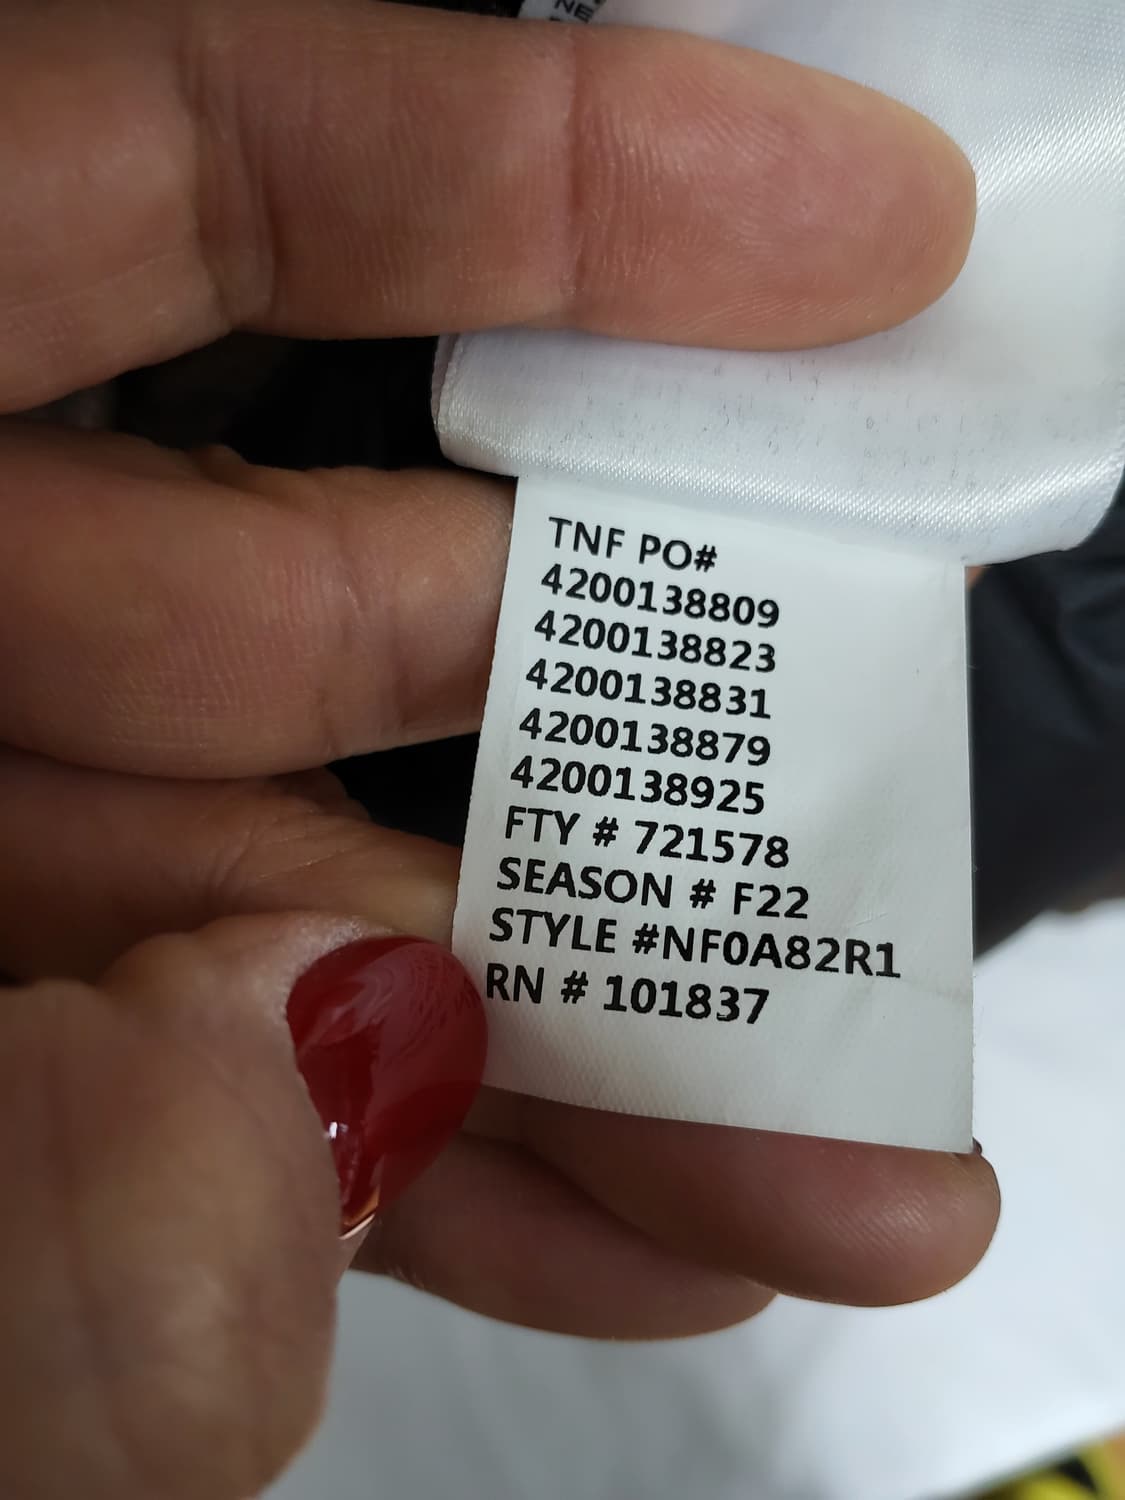 TNF PO#
4200138809
4200138823
4200138831
4200138879
4200138925
FTY # 721578
SEASON # F22
STYLE #NF0A82R1
RN # 101837